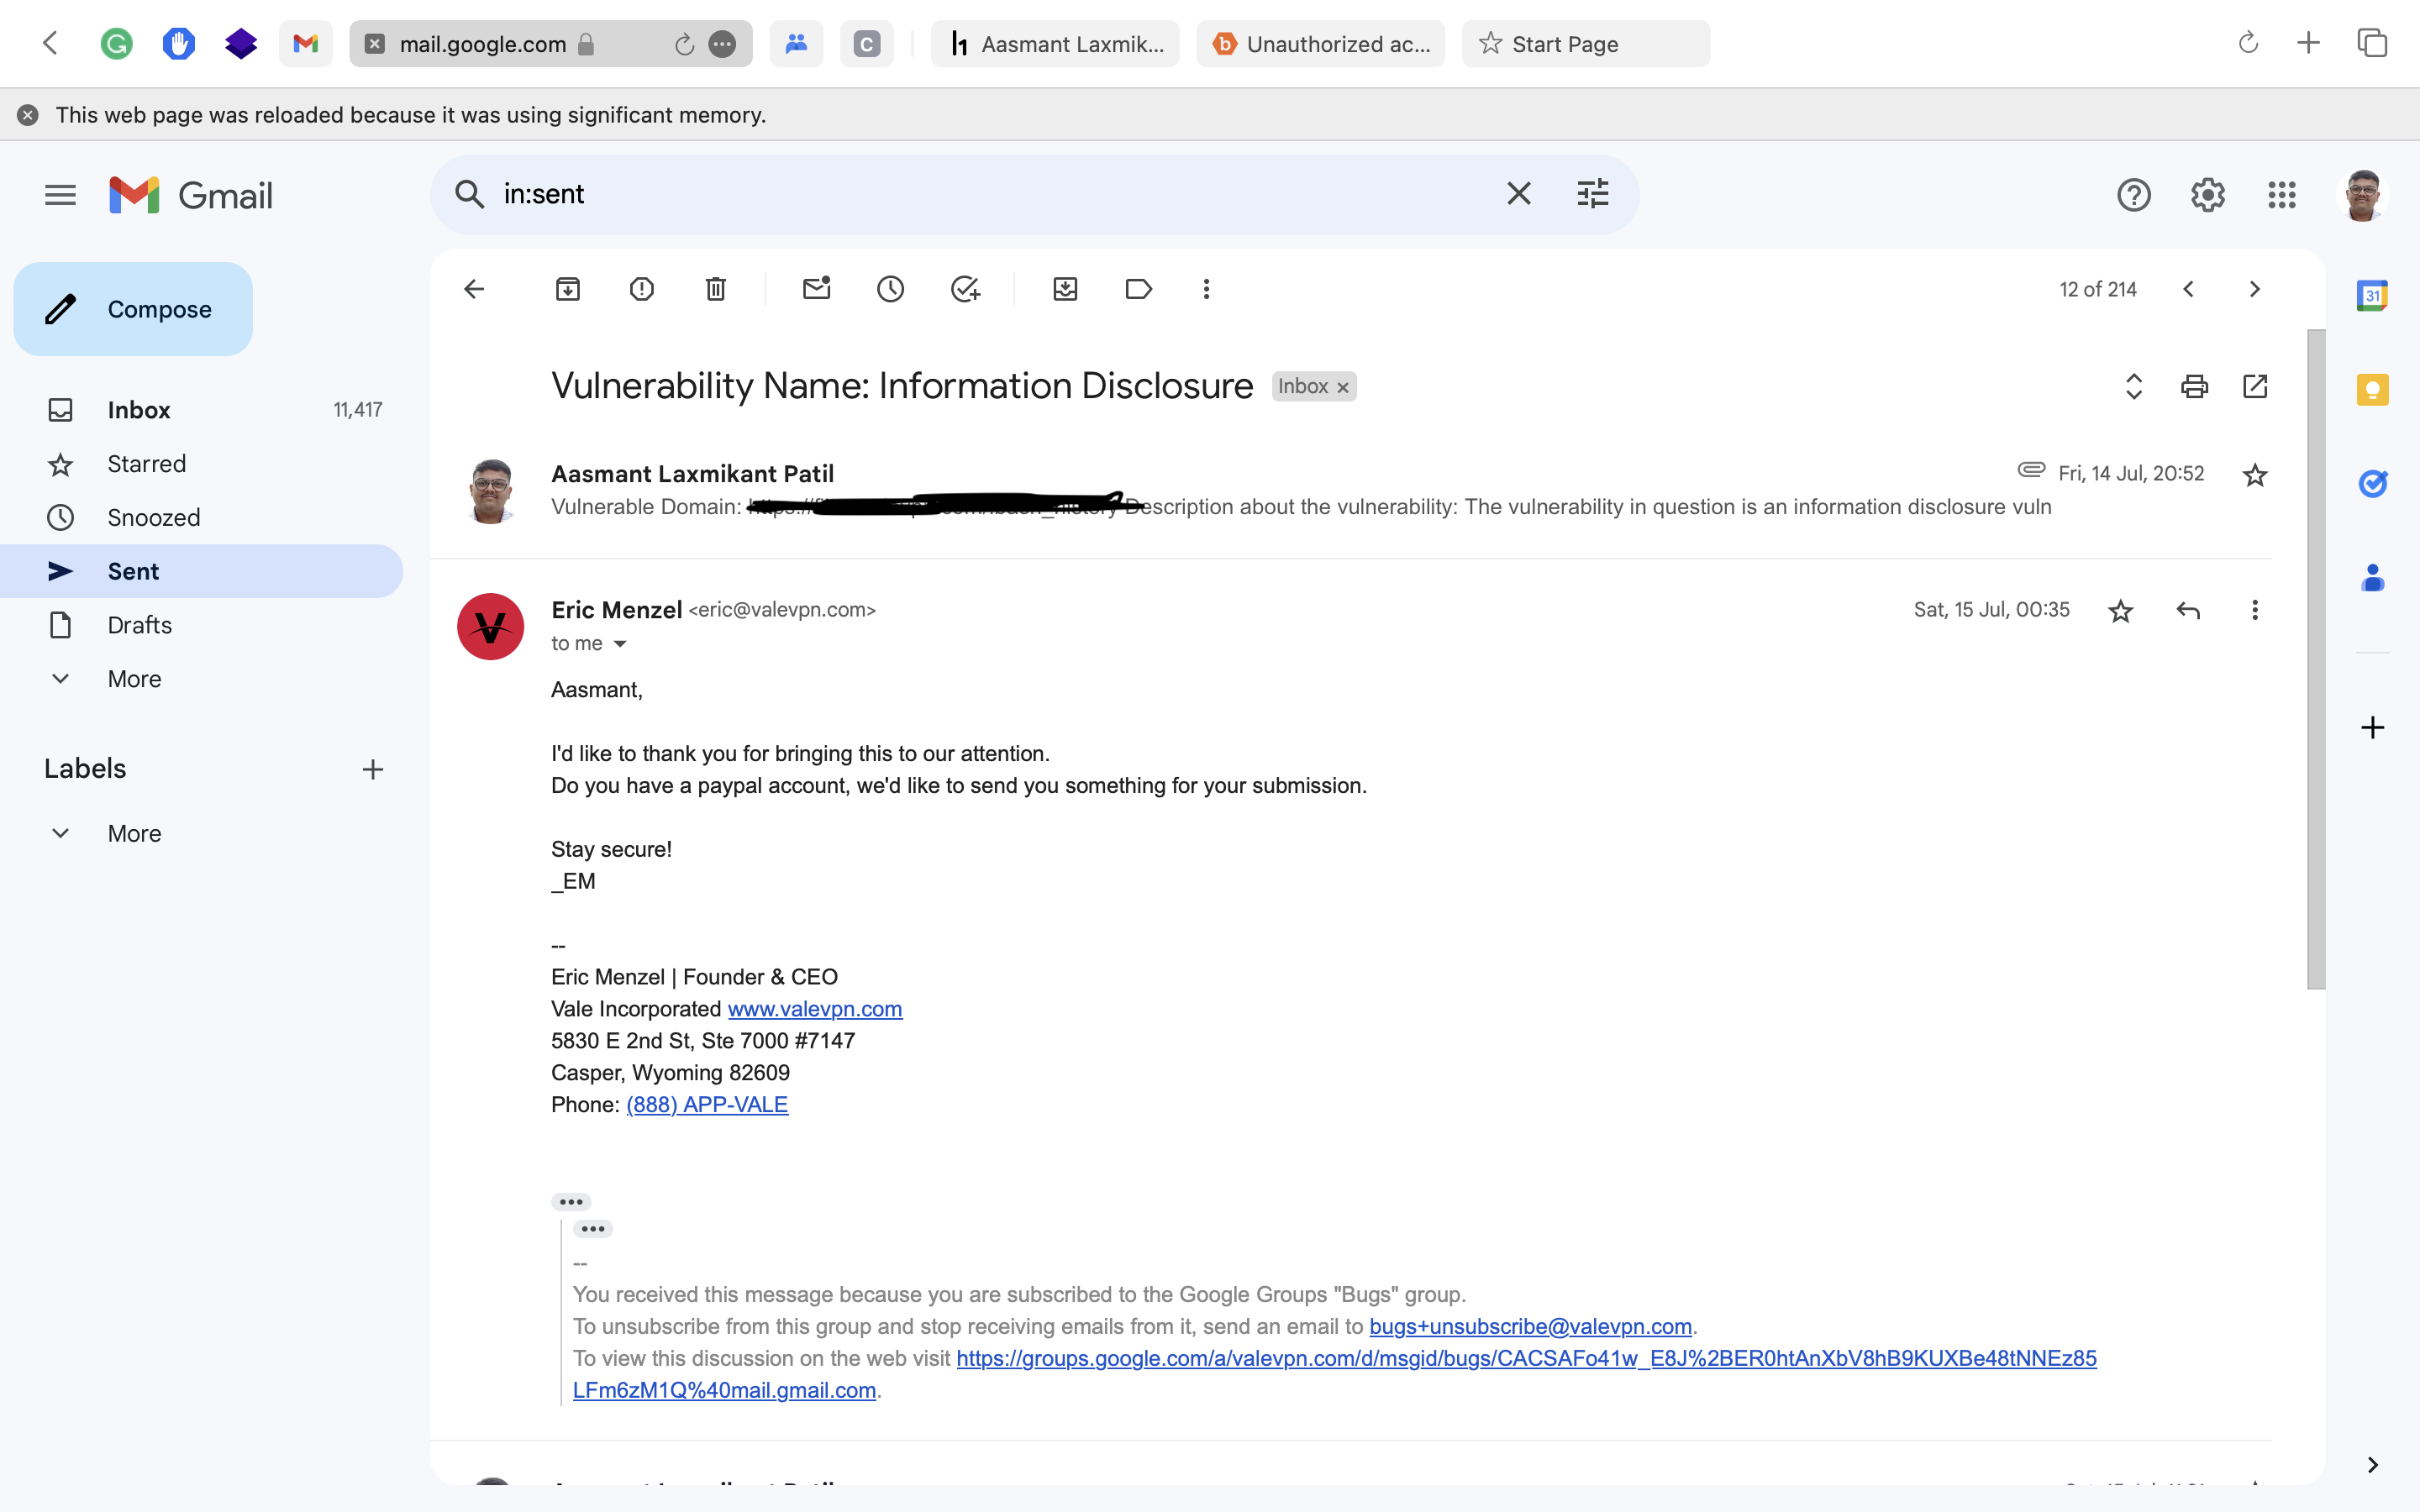 mail.google.com
Aasmant Laxmik...
Unauthorized ac...
Start Page
This web page was reloaded because it was using significant memory.
Gmail
in:sent
Compose
12 of 214
31
Inbox 11,417
Starred
Snoozed
Sent
Drafts
More
Labels
More
Vulnerability Name: Information Disclosure Inbox x
Aasmant Laxmikant Patil Fri, 14 Jul, 20:52
Vulnerable Domain: Description about the vulnerability: The vulnerability in question is an information disclosure vuln
Eric Menzel <eric@valevpn.com> Sat, 15 Jul, 00:35
to me
Aasmant,
I'd like to thank you for bringing this to our attention.
Do you have a paypal account, we'd like to send you something for your submission.
Stay secure!
_EM
--
Eric Menzel | Founder & CEO
Vale Incorporated www.valevpn.com
5830 E 2nd St, Ste 7000 #7147
Casper, Wyoming 82609
Phone: (888) APP-VALE
--
You received this message because you are subscribed to the Google Groups "Bugs" group.
To unsubscribe from this group and stop receiving emails from it, send an email to bugs+unsubscribe@valevpn.com.
To view this discussion on the web visit https://groups.google.com/a/valevpn.com/d/msgid/bugs/CACSAFo41w_E8J%2BER0htAnXbV8hB9KUXBe48tNNEz85
LFm6zM1Q%40mail.gmail.com.